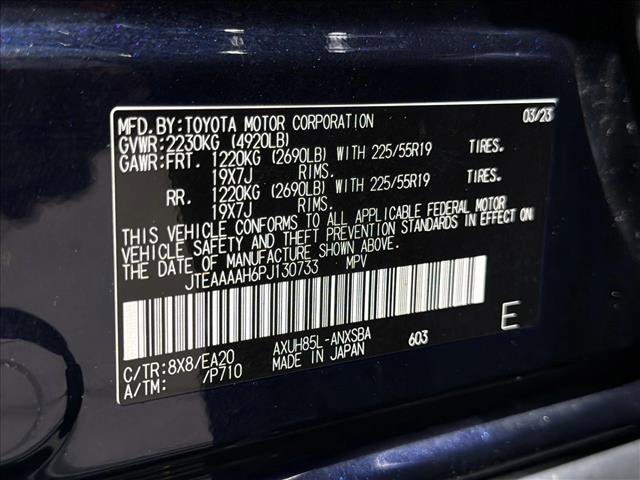 MFD.BY:TOYOTA MOTOR CORPORATION 03/23
GVWR:2230KG (4920LB)
GAWR:FRT. 1220KG (2690LB) WITH 225/55R19 TIRES.
19X7J RIMS.
RR. 1220KG (2690LB) WITH 225/55R19 TIRES.
19X7J RIMS.
THIS VEHICLE CONFORMS TO ALL APPLICABLE FEDERAL MOTOR
VEHICLE SAFETY AND THEFT PREVENTION STANDARDS IN EFFECT ON
THE DATE OF MANUFACTURE SHOWN ABOVE.
JTEAAAAH6PJ130733 MPV
C/TR:8X8/EA20 AXUH85L-ANXSBA 603 E
A/TM: /P710 MADE IN JAPAN